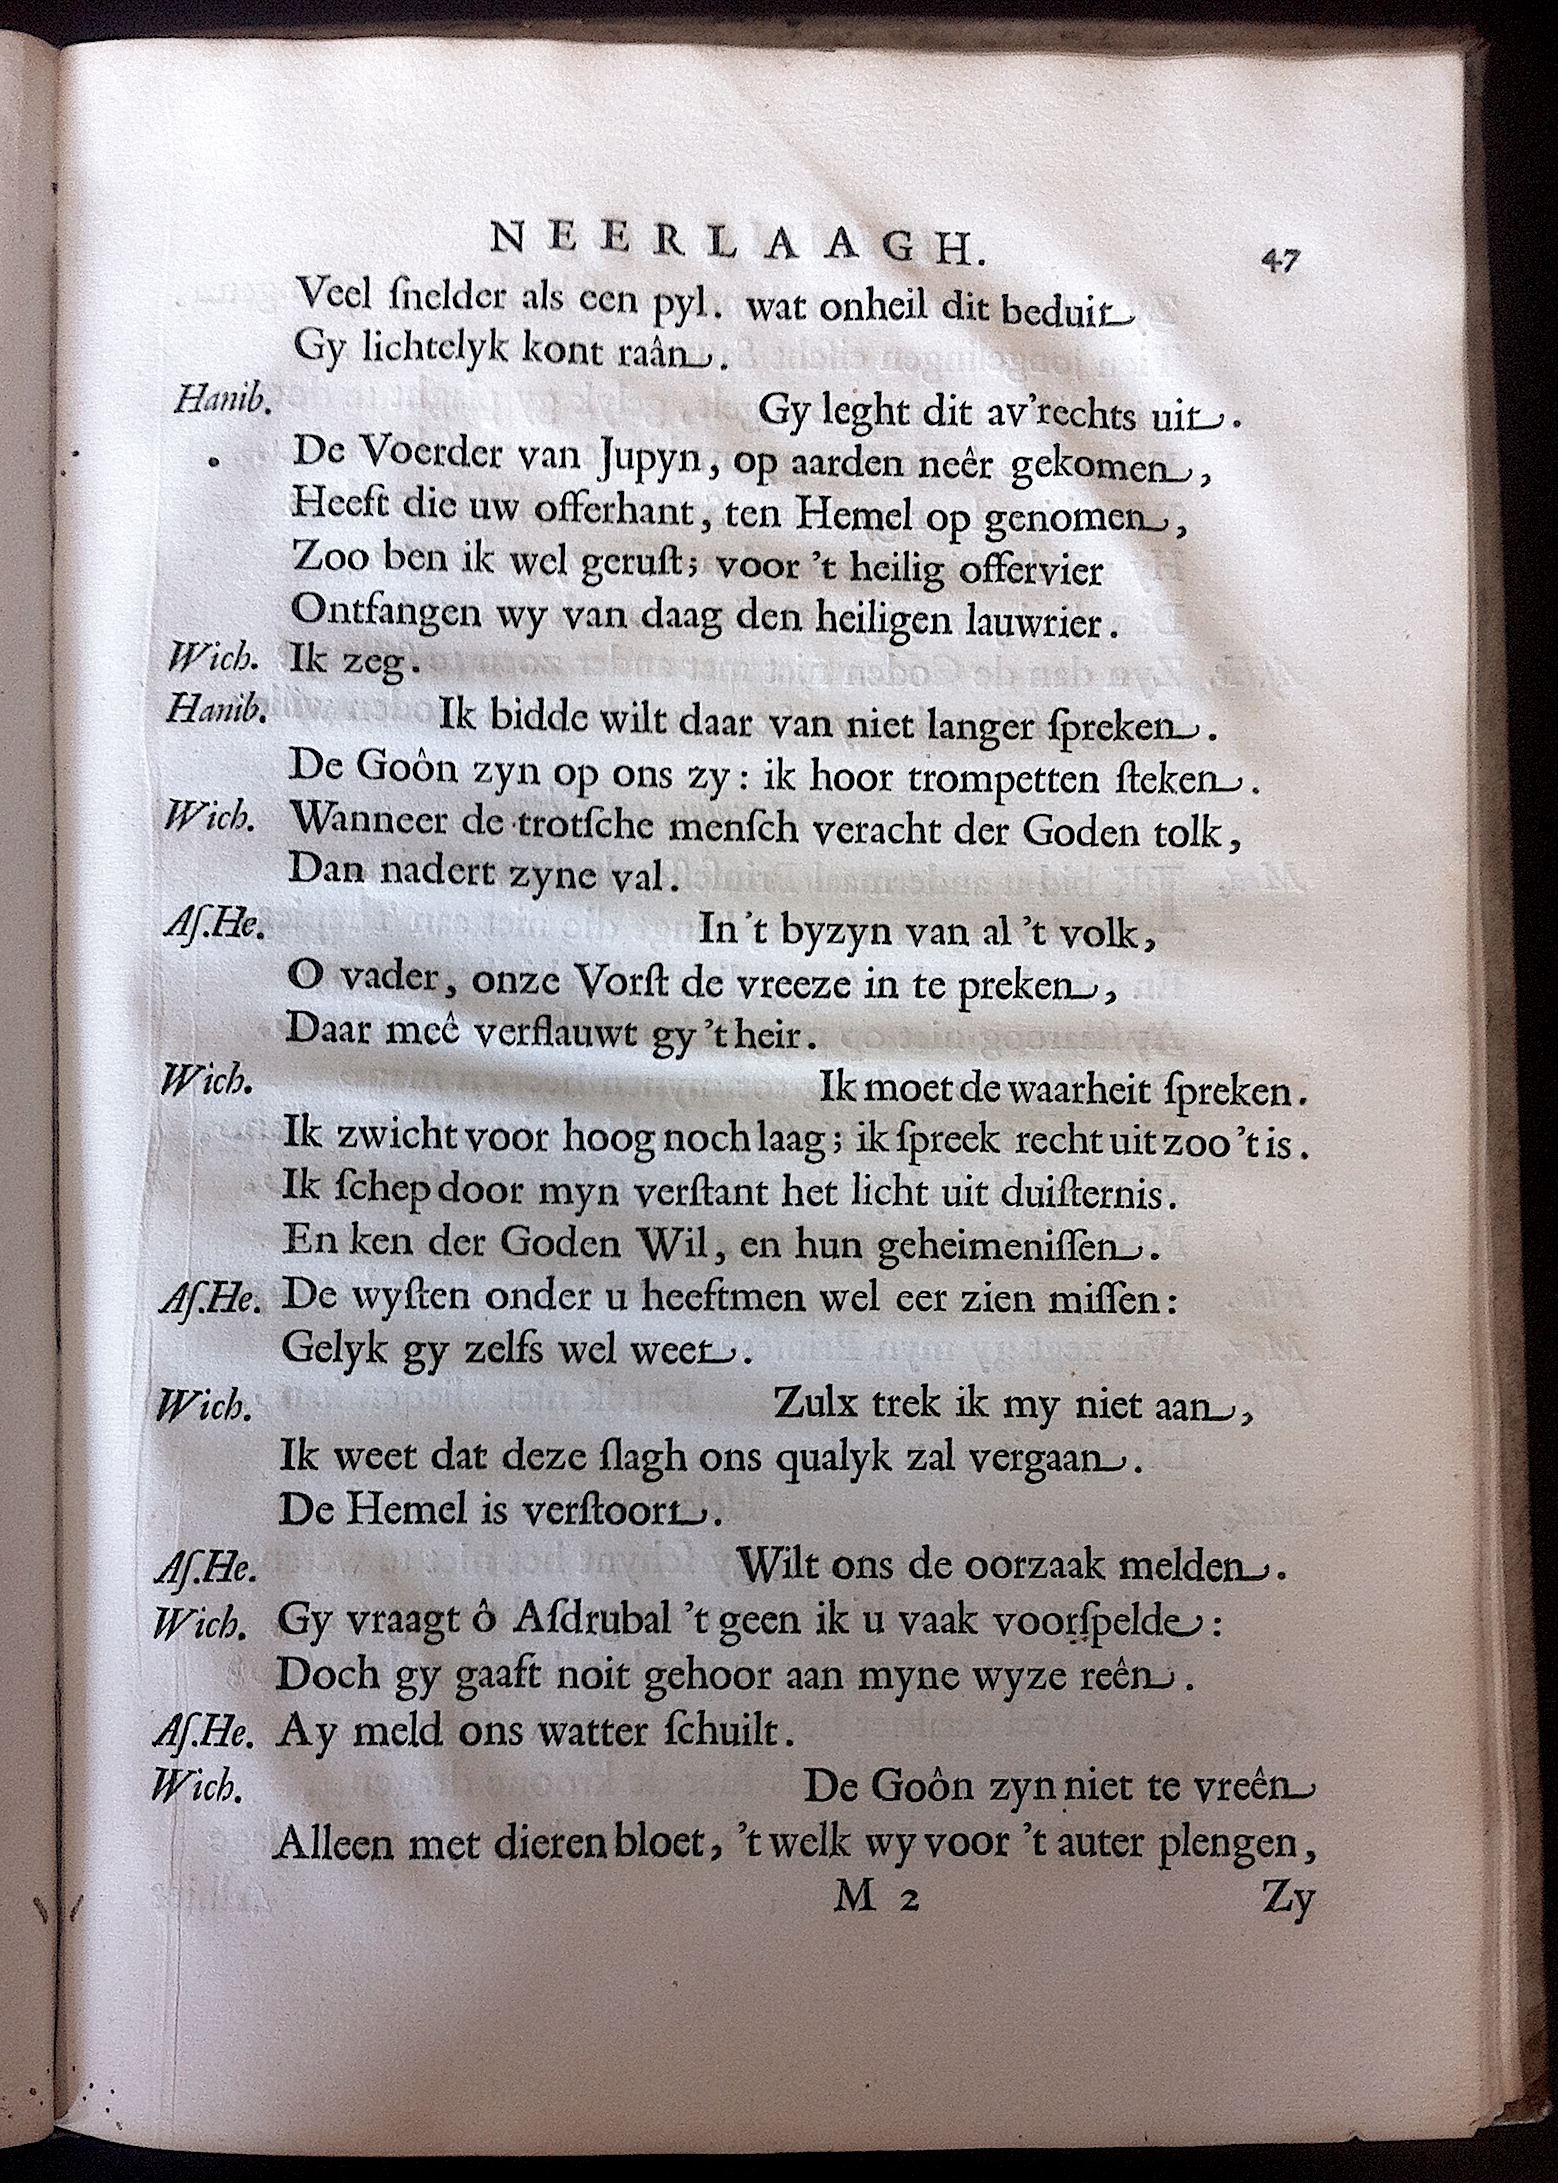 NEERLAAGH. 47
Veel ſnelder als een pyl. wat onheil dit beduit
Gy lichtelyk kont raân.
Hanib. Gy leght dit av'rechts uit.
De Voerder van Jupyn, op aarden neêr gekomen,
Heeft die uw offerhant, ten Hemel op genomen,
Zoo ben ik wel geruſt; voor 't heilig offervier
Ontfangen wy van daag den heiligen lauwrier.
Wich. Ik zeg.
Hanib. Ik bidde wilt daar van niet langer ſpreken.
De Goôn zyn op ons zy: ik hoor trompetten ſteken.
Wich. Wanneer de trotſche menſch veracht der Goden tolk,
Dan nadert zyne val.
Aſ.He. In 't byzyn van al 't volk,
O vader, onze Vorſt de vreeze in te preken,
Daar meê verflauwt gy 't heir.
Wich. Ik moet de waarheit ſpreken.
Ik zwicht voor hoog noch laag; ik ſpreek recht uit zoo 't is.
Ik ſchep door myn verſtant het licht uit duiſternis.
En ken der Goden Wil, en hun geheimeniſſen.
Aſ.He. De wyſten onder u heeftmen wel eer zien miſſen:
Gelyk gy zelfs wel weet.
Wich. Zulx trek ik my niet aan,
Ik weet dat deze ſlagh ons qualyk zal vergaan.
De Hemel is verſtoort.
Aſ.He. Wilt ons de oorzaak melden.
Wich. Gy vraagt ô Aſdrubal 't geen ik u vaak voorſpelde:
Doch gy gaaft noit gehoor aan myne wyze reên.
Aſ.He. Ay meld ons watter ſchuilt.
Wich. De Goôn zyn niet te vreên
Alleen met dieren bloet, 't welk wy voor 't auter plengen,
M 2 Zy